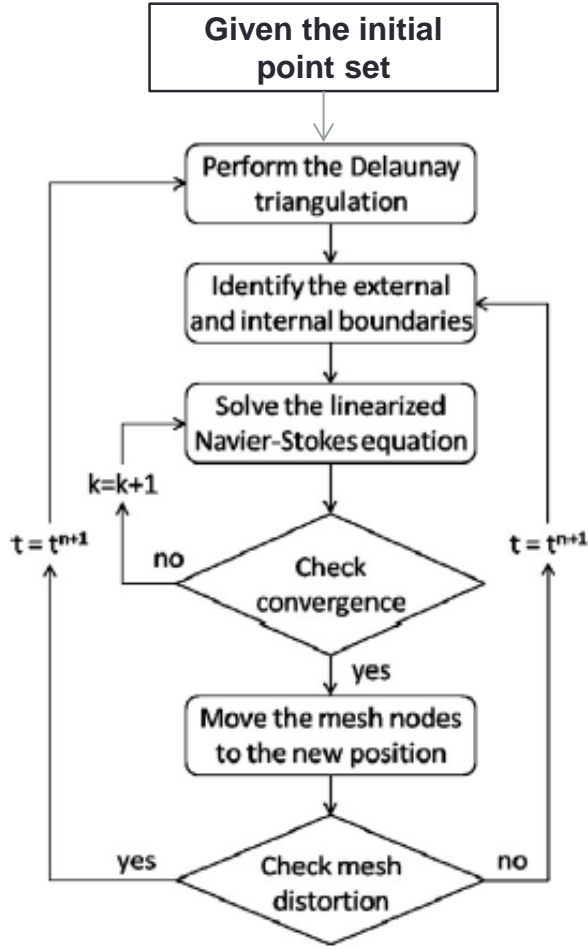 Given the initial
point set
Perform the Delaunay
triangulation
Identify the external
and internal boundaries
Solve the linearized
Navier-Stokes equation
k=k+1
t = tⁿ⁺¹
t = tⁿ⁺¹
no
Check
convergence
yes
Move the mesh nodes
to the new position
yes
Check mesh
distortion
no